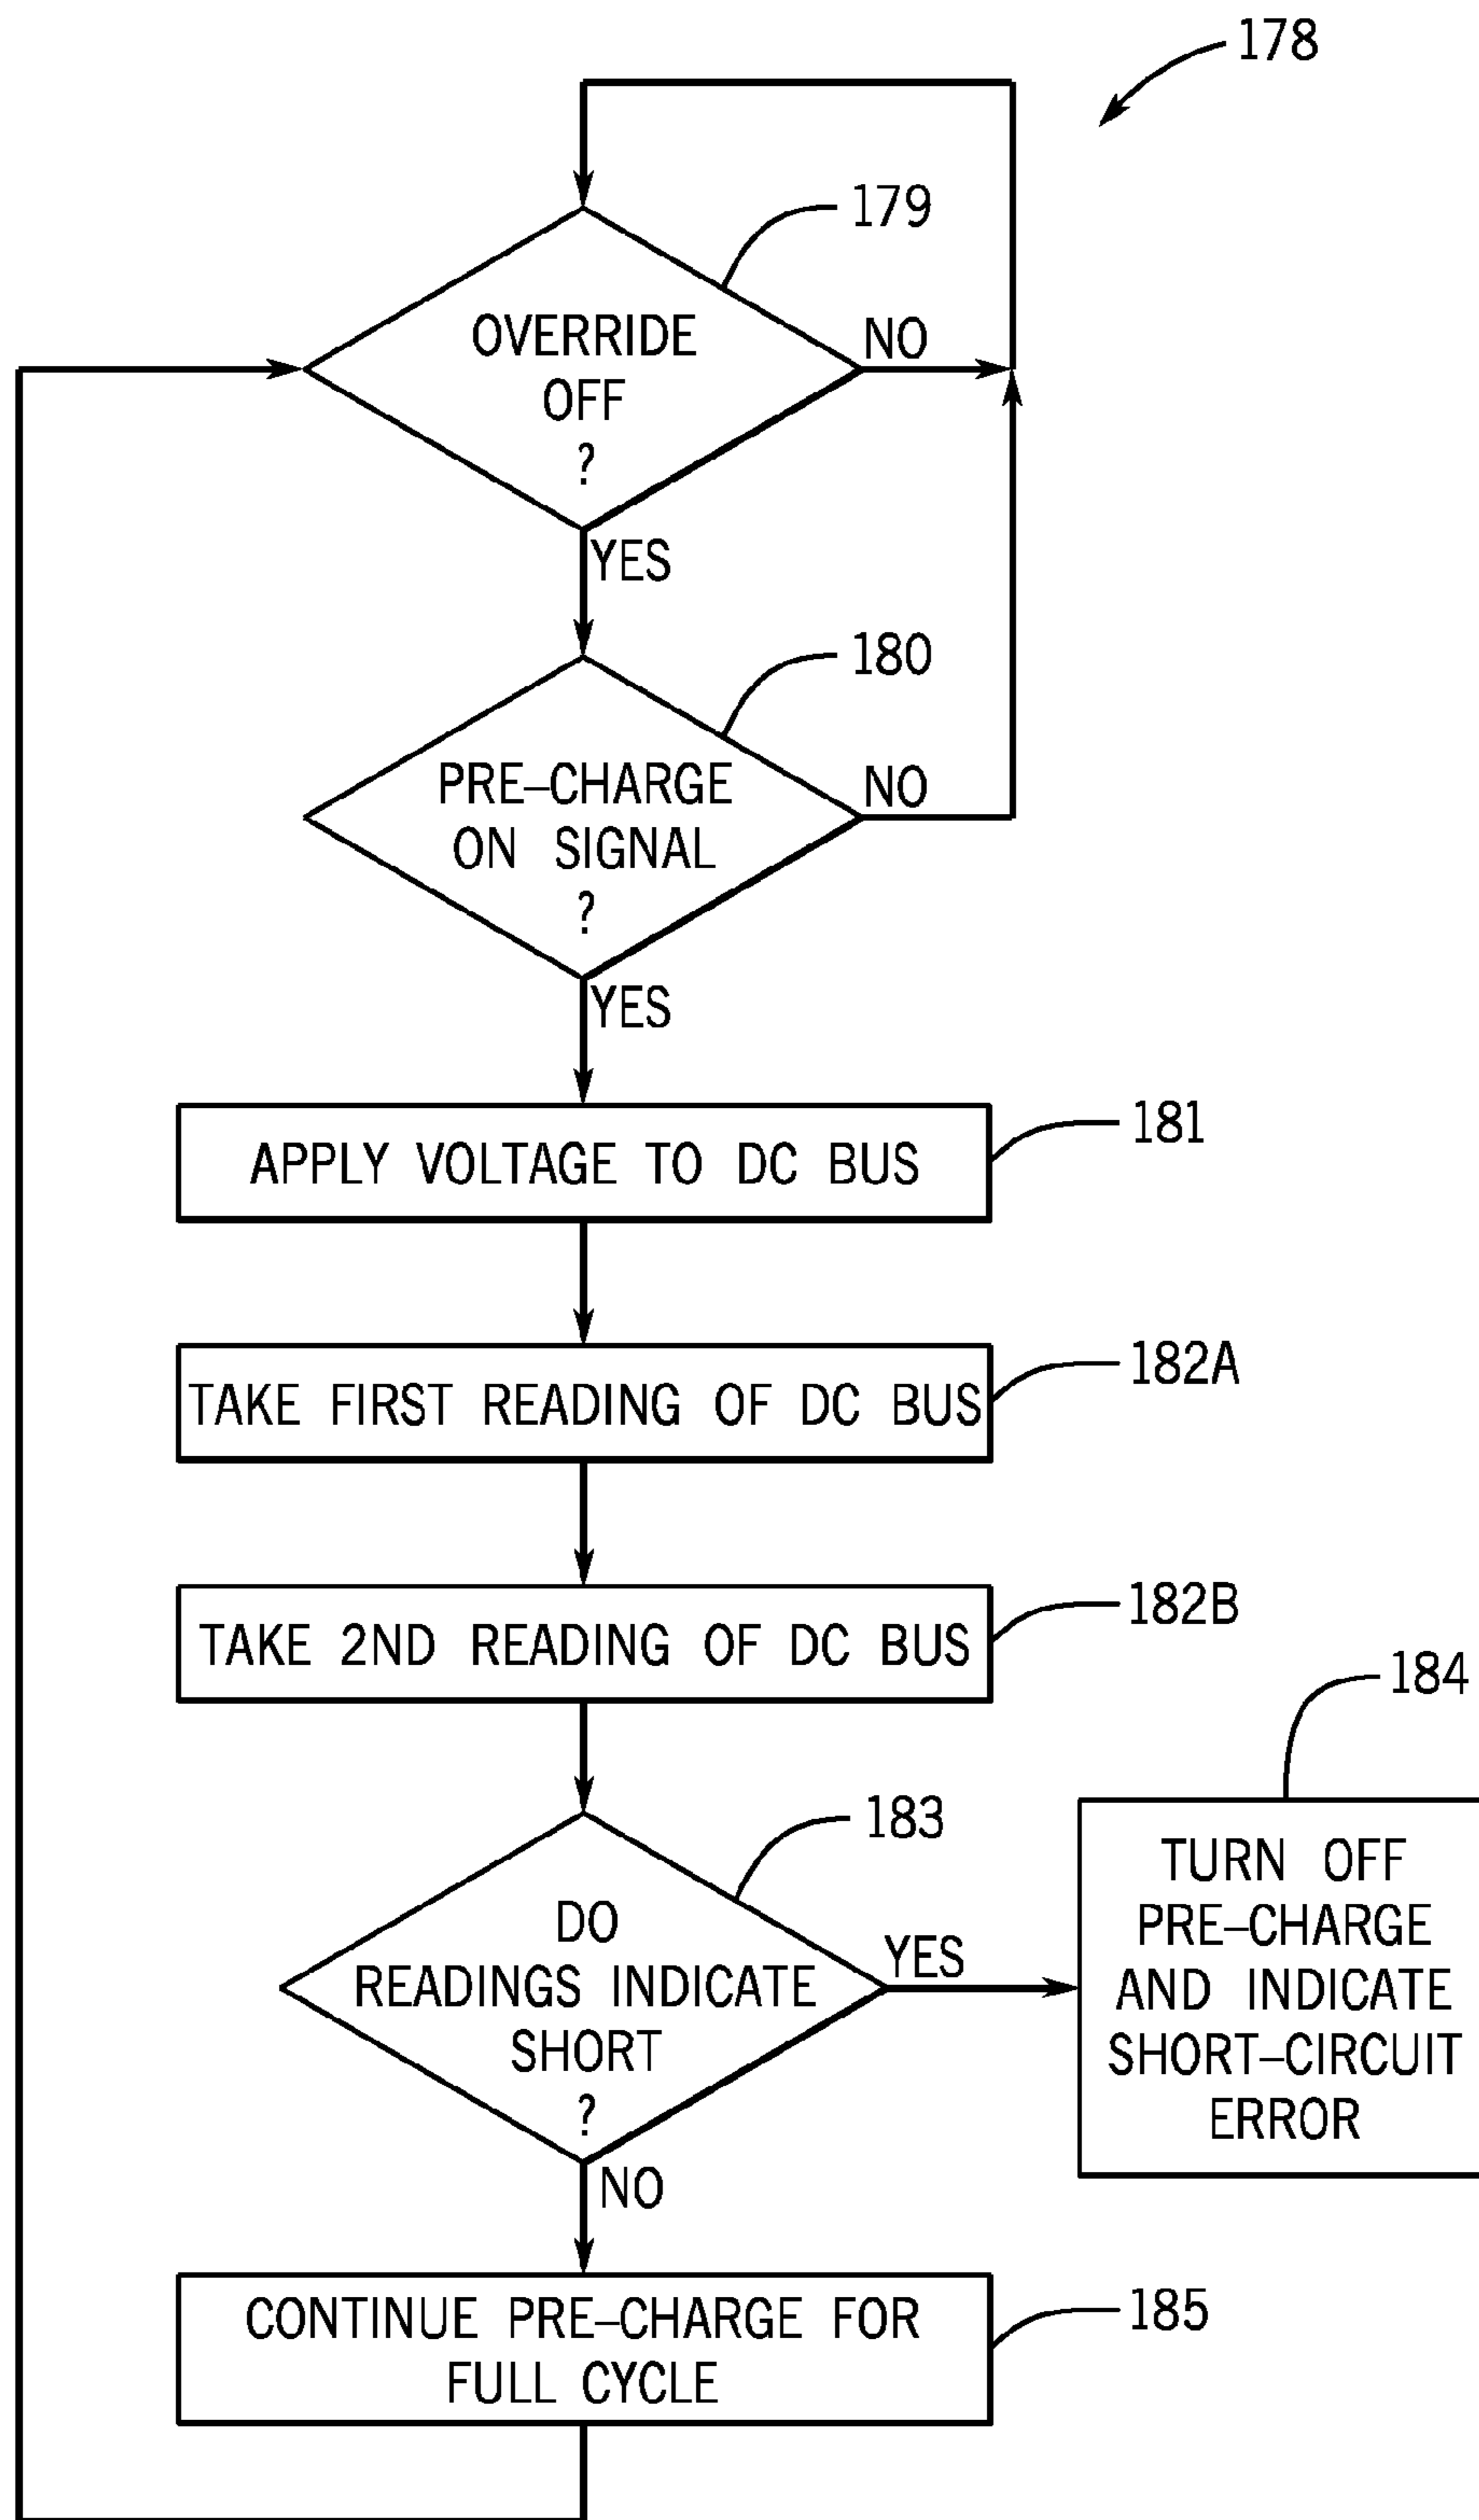 178
179
OVERRIDE
OFF
?
NO
YES
180
PRE-CHARGE
ON SIGNAL
?
NO
YES
181
APPLY VOLTAGE TO DC BUS
182A
TAKE FIRST READING OF DC BUS
182B
TAKE 2ND READING OF DC BUS
184
183
DO
READINGS INDICATE
SHORT
?
YES
NO
TURN OFF
PRE-CHARGE
AND INDICATE
SHORT-CIRCUIT
ERROR
185
CONTINUE PRE-CHARGE FOR
FULL CYCLE